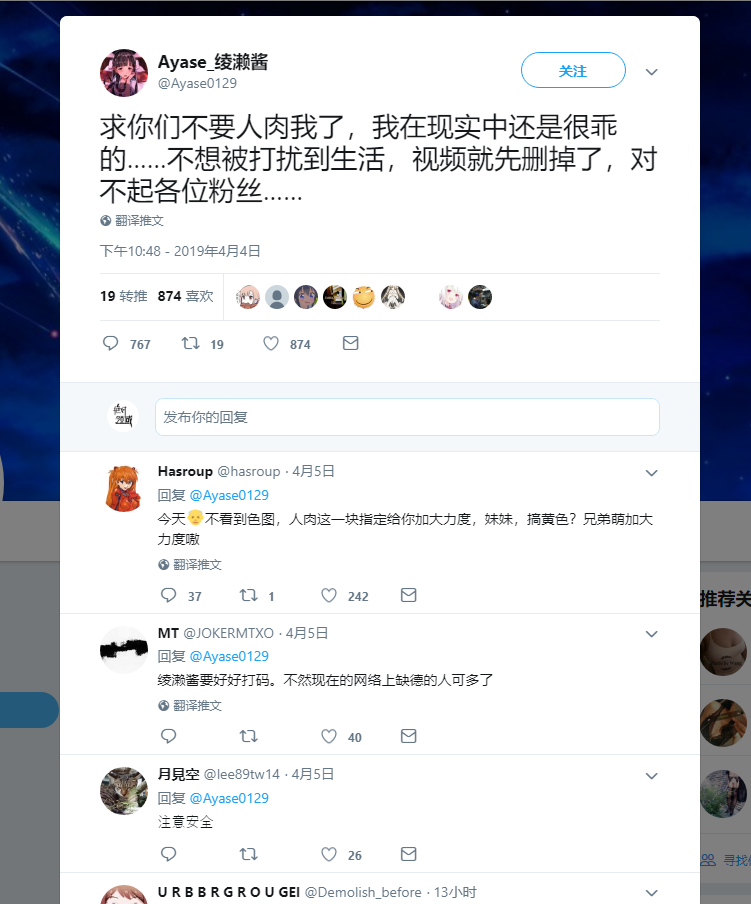 Ayase_绫濑酱
@Ayase0129
关注
求你们不要人肉我了，我在现实中还是很乖
的……不想被打扰到生活，视频就先删掉了，对
不起各位粉丝……
翻译推文
下午10:48 - 2019年4月4日
19 转推 874 喜欢
767 19 874
发布你的回复
Hasroup @hasroup · 4月5日
回复 @Ayase0129
今天👴不看到色图，人肉这一块指定给你加大力度，妹妹，搞黄色？兄弟萌加大
力度嗷
翻译推文
37 1 242
MT @JOKERMTXO · 4月5日
回复 @Ayase0129
绫濑酱要好好打码。不然现在的网络上缺德的人可多了
翻译推文
40
月見空 @lee89tw14 · 4月5日
回复 @Ayase0129
注意安全
26
U R B B R G R O U GEI @Demolish_before · 13小时
推荐关
寻找